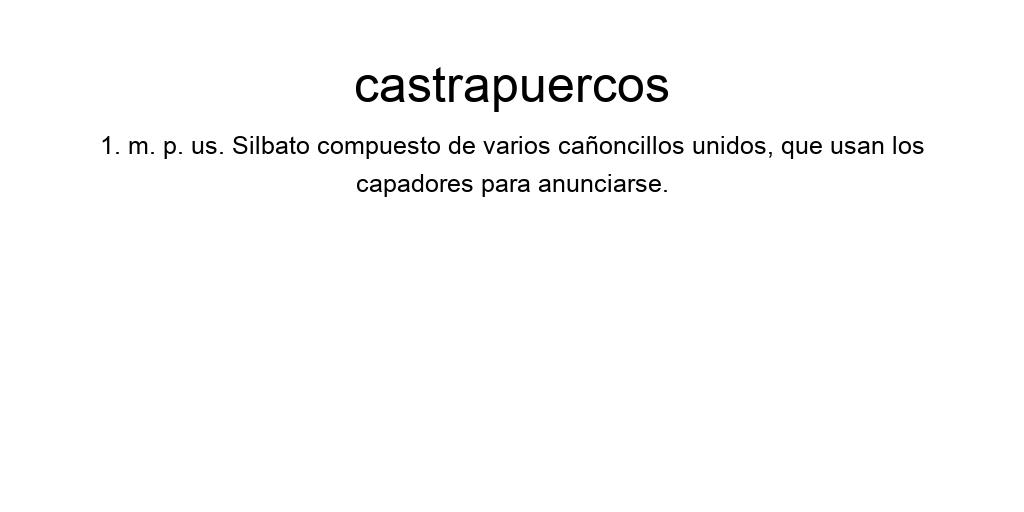 castrapuercos
1. m. p. us. Silbato compuesto de varios cañoncillos unidos, que usan los
capadores para anunciarse.